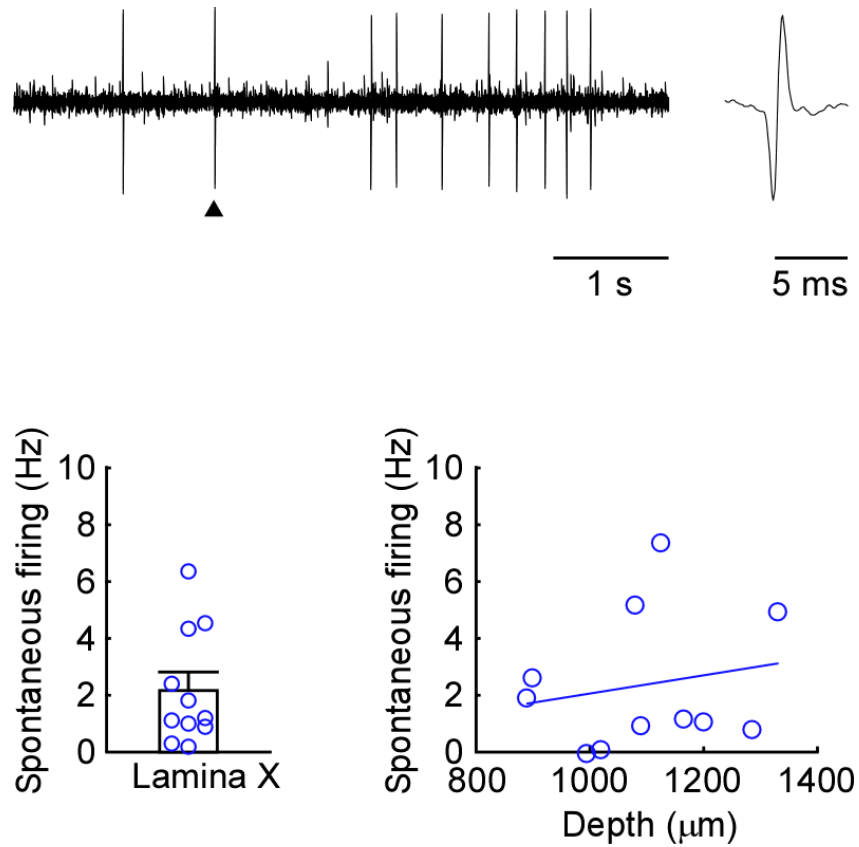 1 s
5 ms
Spontaneous firing (Hz)
10
8
6
4
2
0
Lamina X
Spontaneous firing (Hz)
10
8
6
4
2
0
800
1000
1200
1400
Depth (μm)